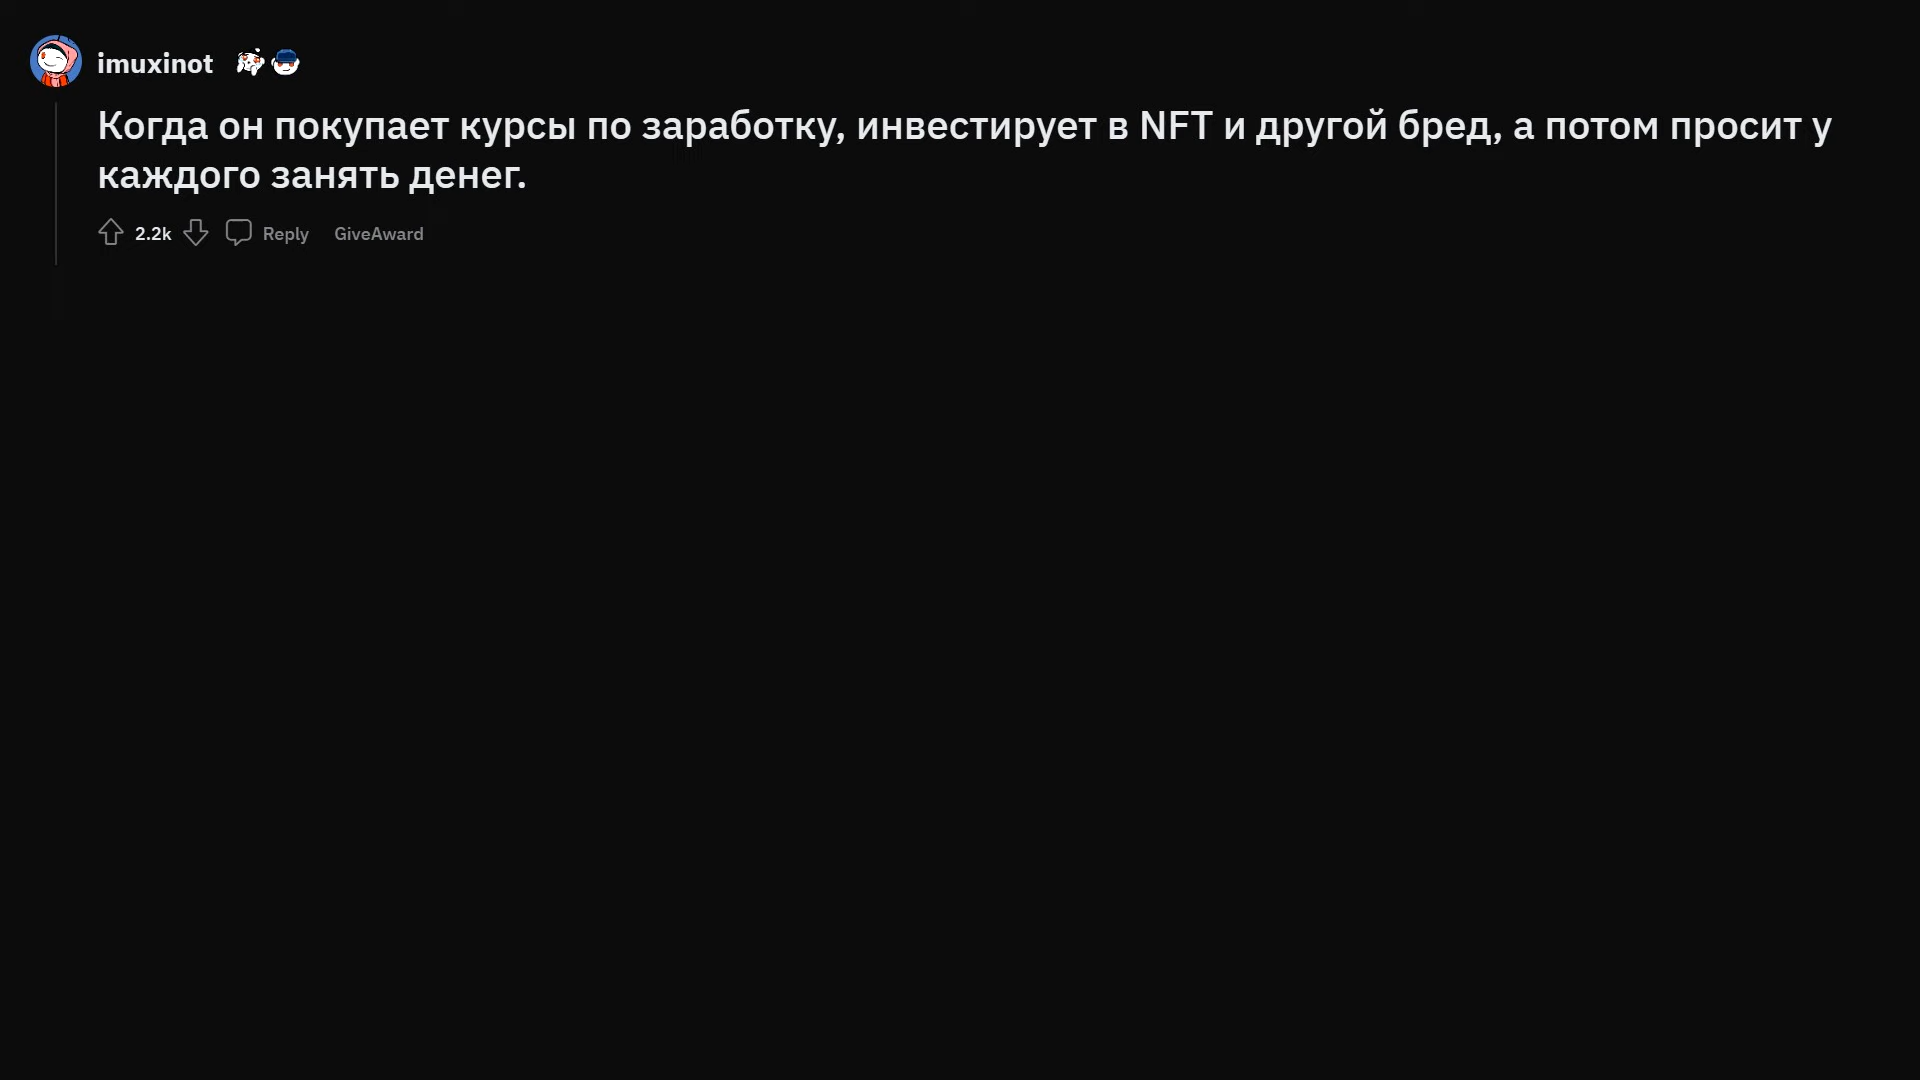 imuxinot
Когда он покупает курсы по заработку, инвестирует в NFT и другой бред, а потом просит у
каждого занять денег.
2.2k Reply GiveAward